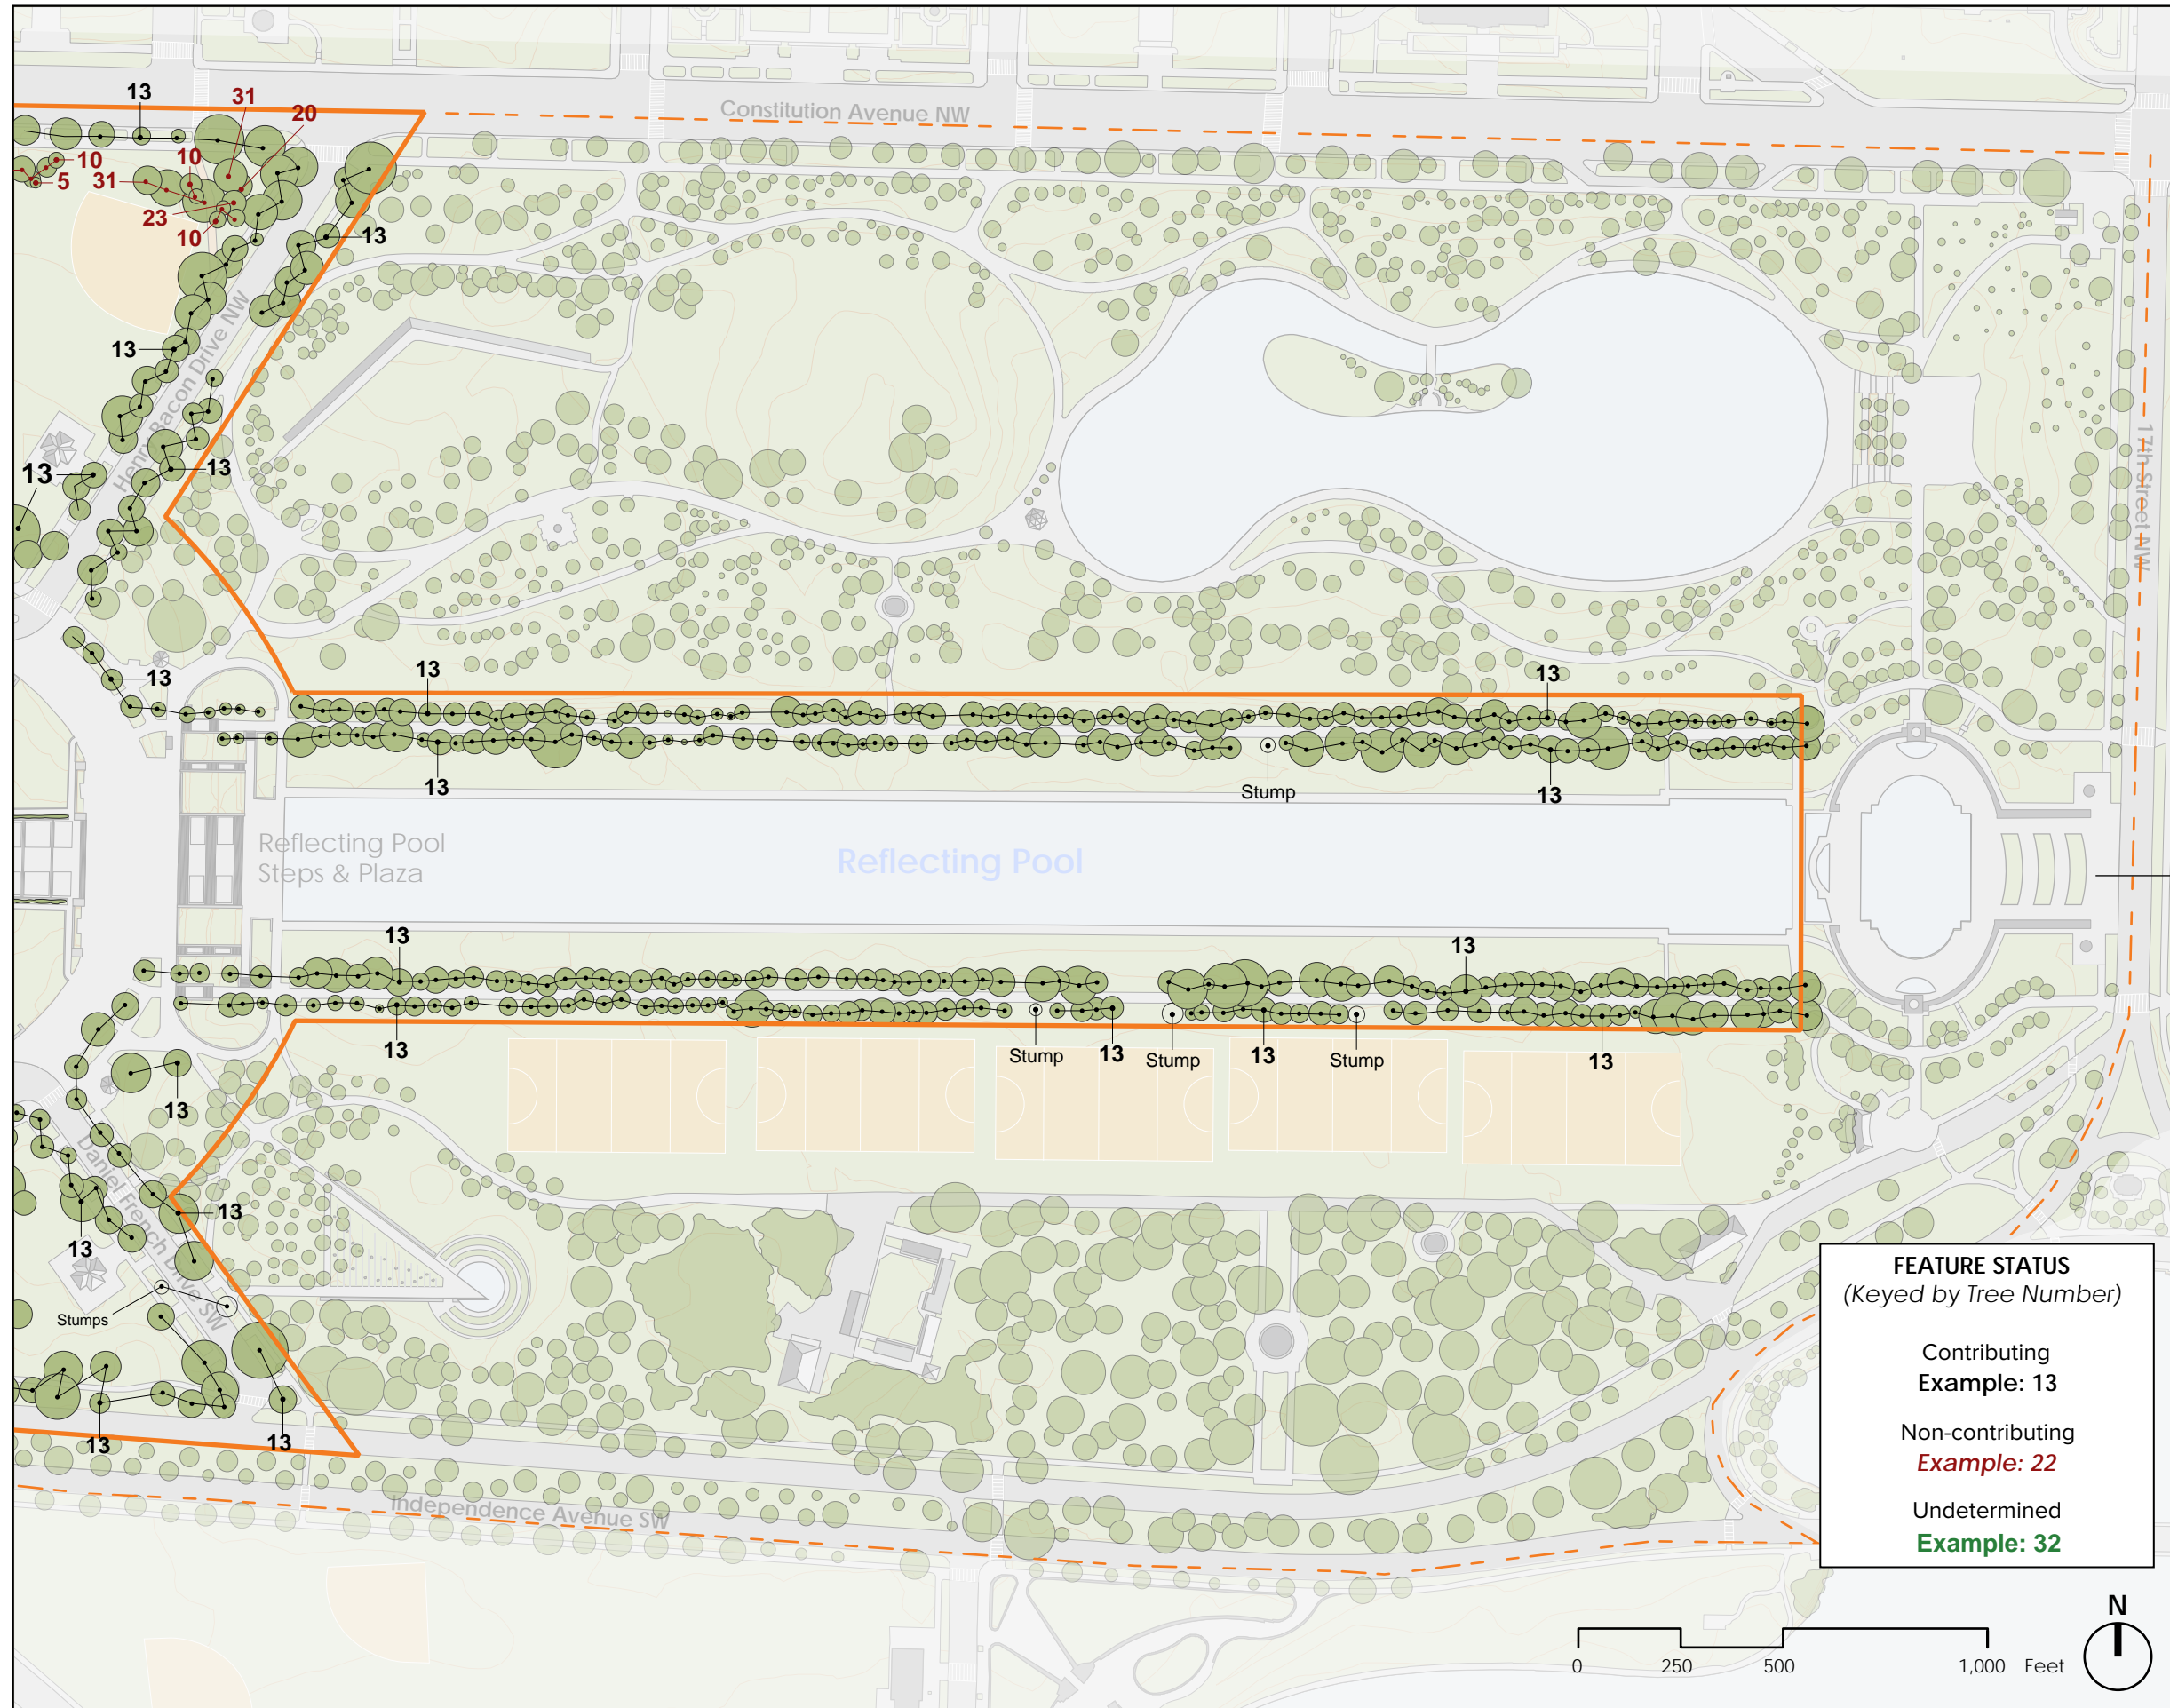 Constitution Avenue NW
13
31
20
10
10
5
31
23
10
13
13
Henry Bacon Drive NW
13
13
17th Street NW
13
13
13
13
Stump
13
Reflecting Pool
Steps & Plaza
Reflecting Pool
13
13
13
Stump
13
Stump
13
Stump
13
13
Daniel French Drive SW
13
13
Stumps
13
13
Independence Avenue SW
FEATURE STATUS
(Keyed by Tree Number)
Contributing
Example: 13
Non-contributing
Example: 22
Undetermined
Example: 32
0 250 500 1,000 Feet
N